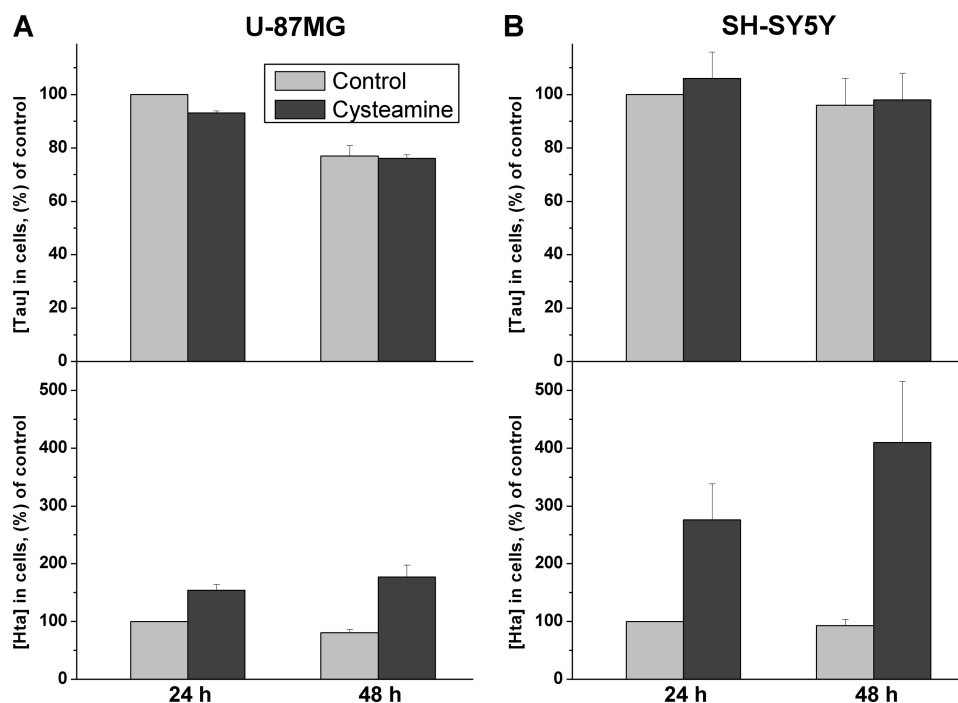 A
U-87MG
B
SH-SY5Y
Control
Cysteamine
[Tau] in cells, (%) of control
100
80
60
40
20
0
[Tau] in cells, (%) of control
100
80
60
40
20
0
[Hta] in cells, (%) of control
500
400
300
200
100
0
[Hta] in cells, (%) of control
500
400
300
200
100
0
24 h
48 h
24 h
48 h